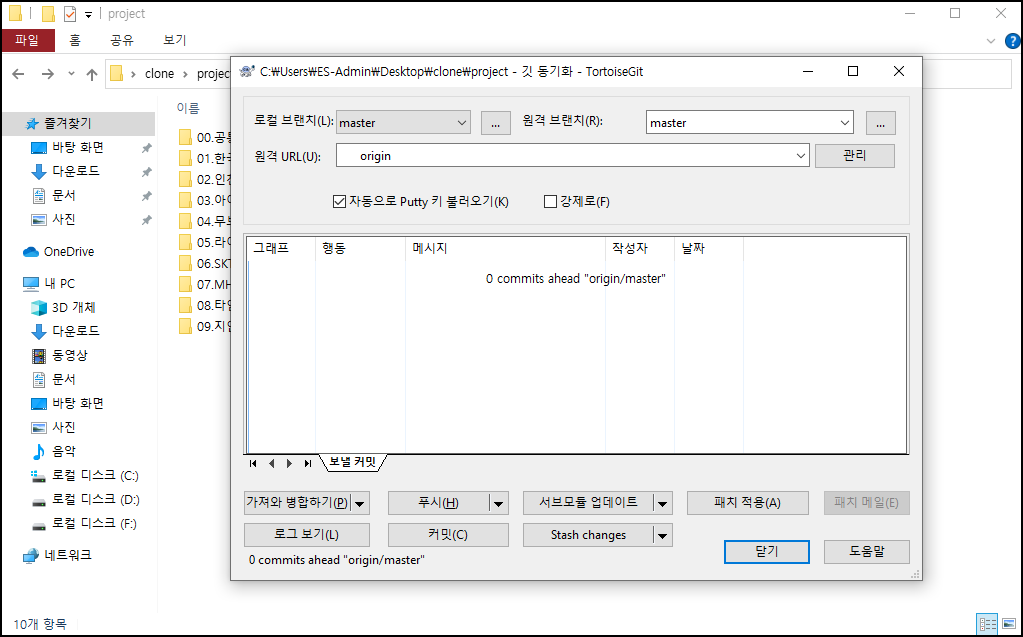 project
파일 홈 공유 보기
clone projec
이름
즐겨찾기
바탕 화면
다운로드
문서
사진
OneDrive
내 PC
3D 개체
다운로드
동영상
문서
바탕 화면
사진
음악
로컬 디스크 (C:)
로컬 디스크 (D:)
로컬 디스크 (F:)
네트워크
00.공통
01.한국
02.인천
03.아이
04.무
05.라이
06.SKT
07.MH
08.타임
09.지
10개 항목
C:\Users\ES-Admin\Desktop\clone\project - 깃 동기화 - TortoiseGit
로컬 브랜치(L): master ... 원격 브랜치(R): master ...
원격 URL(U): origin 관리
자동으로 Putty 키 불러오기(K) 강제로(F)
그래프 행동 메시지 작성자 날짜
0 commits ahead "origin/master"
보낼 커밋
가져와 병합하기(P) 푸시(H) 서브모듈 업데이트 패치 적용(A) 패치 메일(E)
로그 보기(L) 커밋(C) Stash changes
닫기 도움말
0 commits ahead "origin/master"